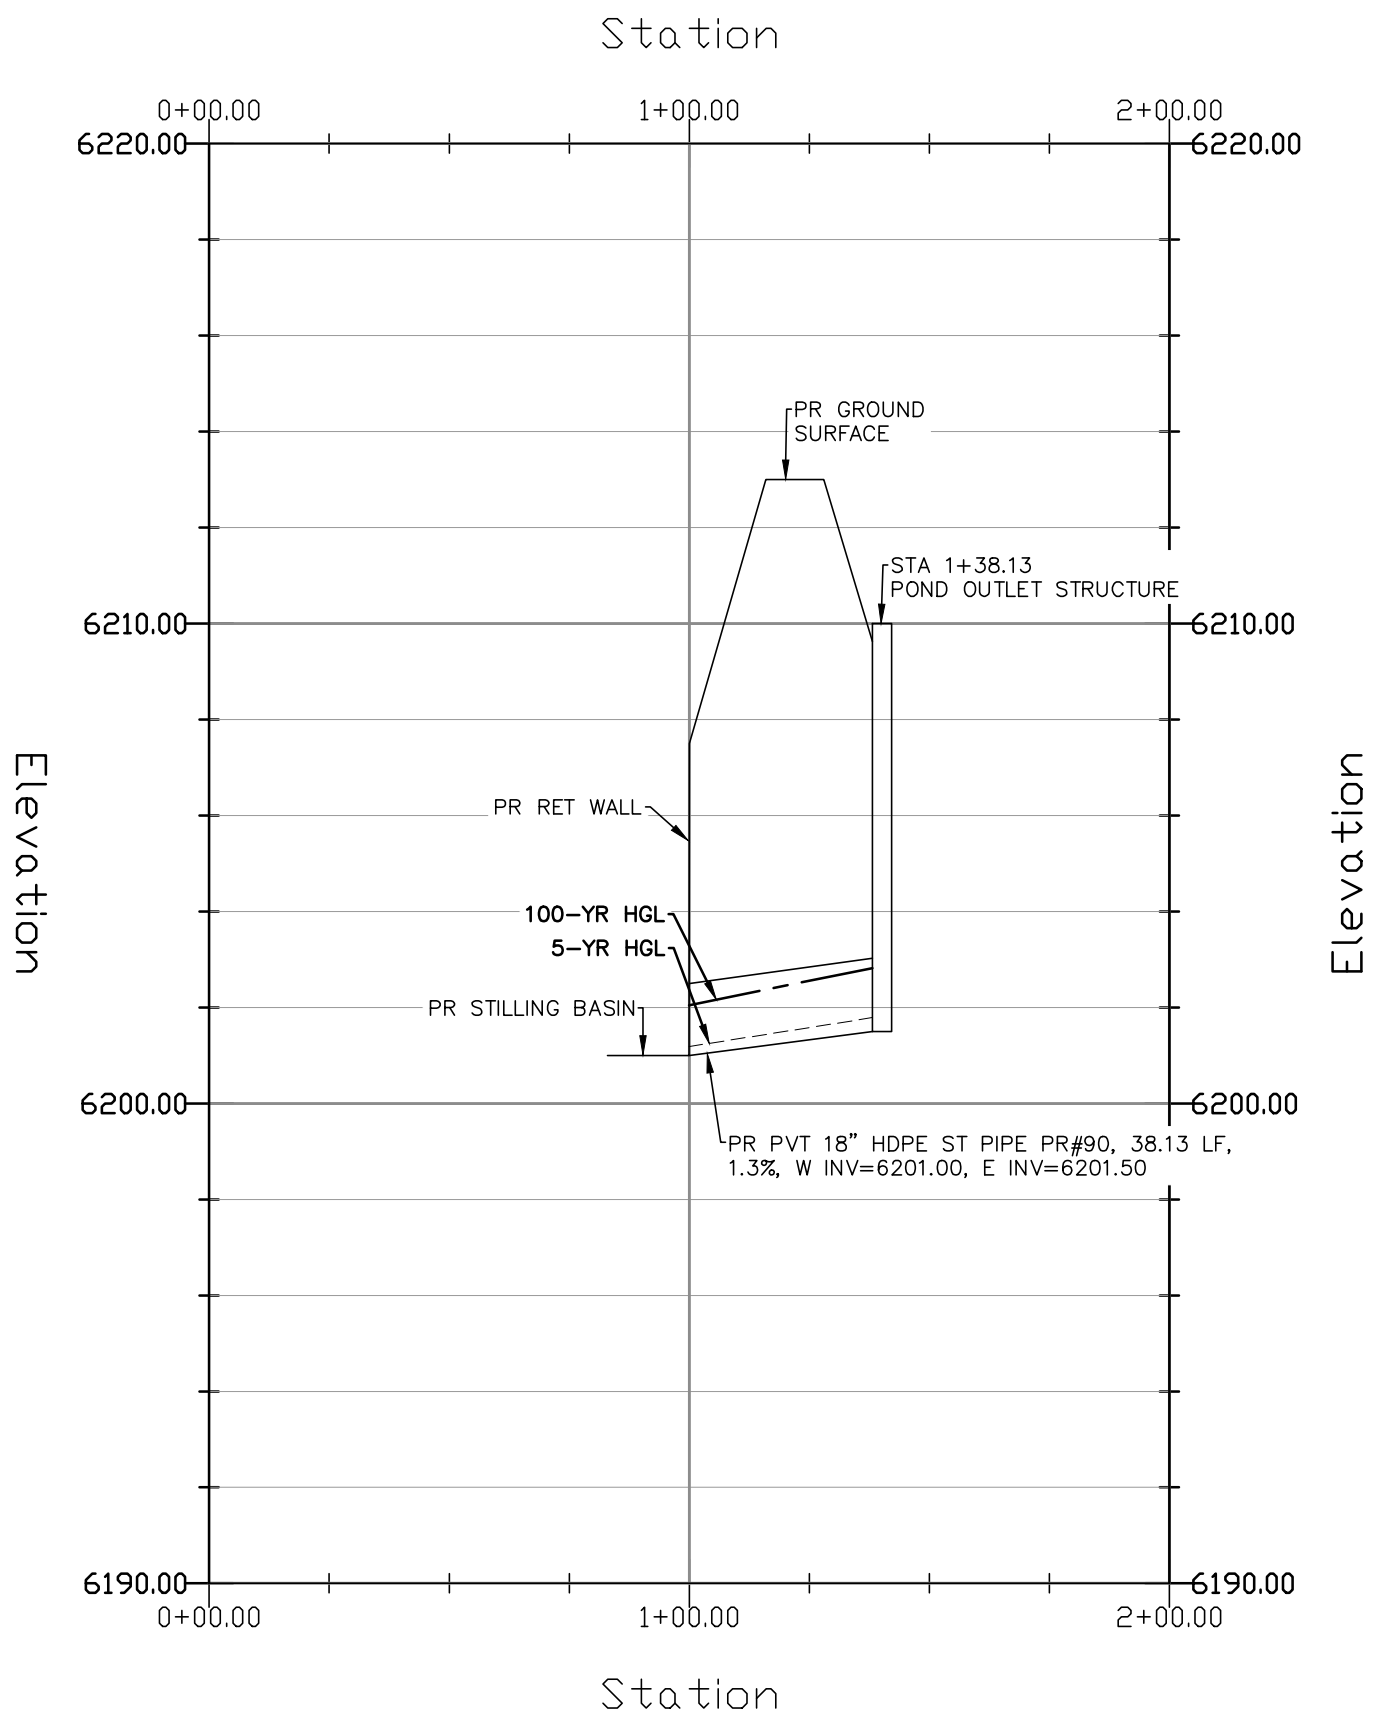 Station
0+00.00 1+00.00 2+00.00
6220.00 6220.00
PR GROUND
SURFACE
STA 1+38.13
POND OUTLET STRUCTURE
6210.00 6210.00
Elevation Elevation
PR RET WALL
100-YR HGL
5-YR HGL
PR STILLING BASIN
6200.00 6200.00
PR PVT 18" HDPE ST PIPE PR#90, 38.13 LF,
1.3%, W INV=6201.00, E INV=6201.50
6190.00 6190.00
0+00.00 1+00.00 2+00.00
Station